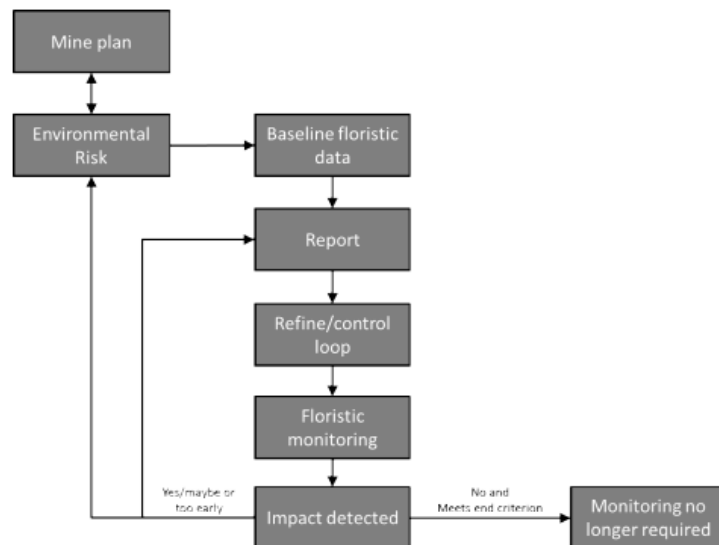 Mine plan
Environmental
Risk
Baseline floristic
data
Report
Refine/control
loop
Floristic
monitoring
Yes/maybe or
too early
Impact detected
No and
Meets end criterion
Monitoring no
longer required